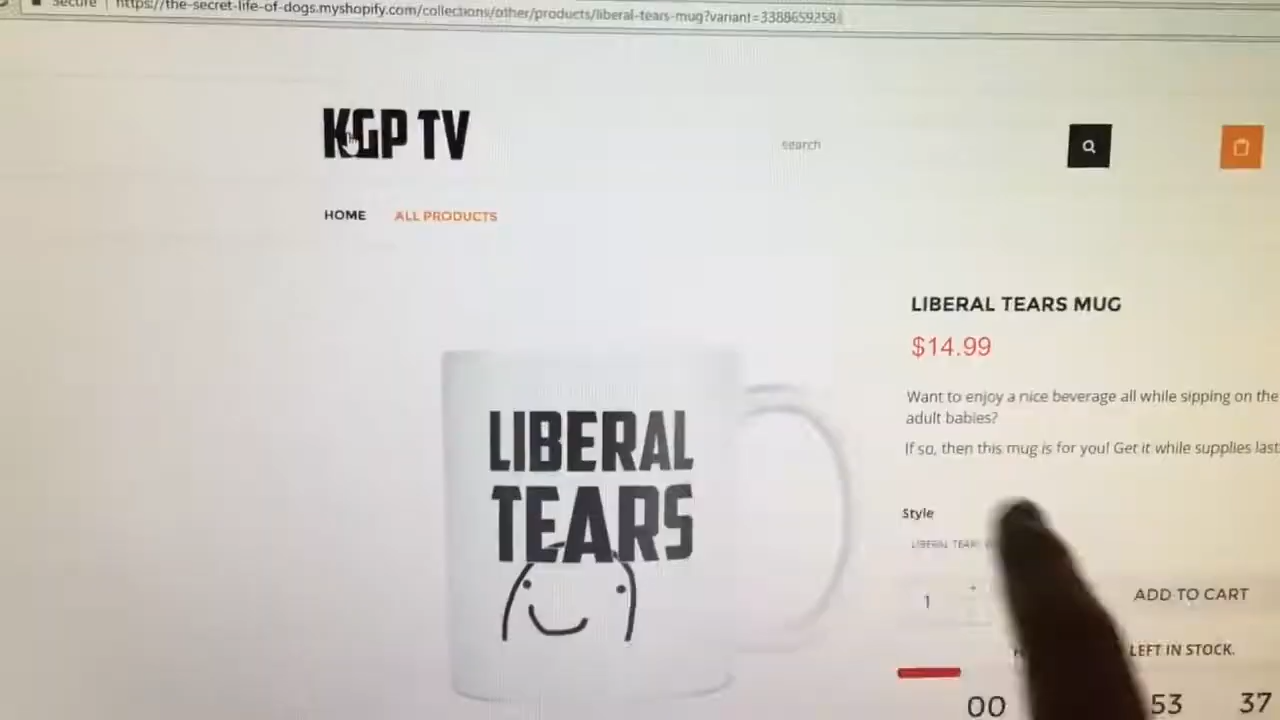 Secure https://the-secret-life-of-dogs.myshopify.com/collections/other/products/liberal-tears-mug?variant=3388659258
KGP TV
search
HOME ALL PRODUCTS
LIBERAL TEARS MUG
$14.99
Want to enjoy a nice beverage all while sipping on the
adult babies?
If so, then this mug is for you! Get it while supplies last
LIBERAL
TEARS
Style
LIBERAL TEARS
1
ADD TO CART
LEFT IN STOCK.
00 53 37